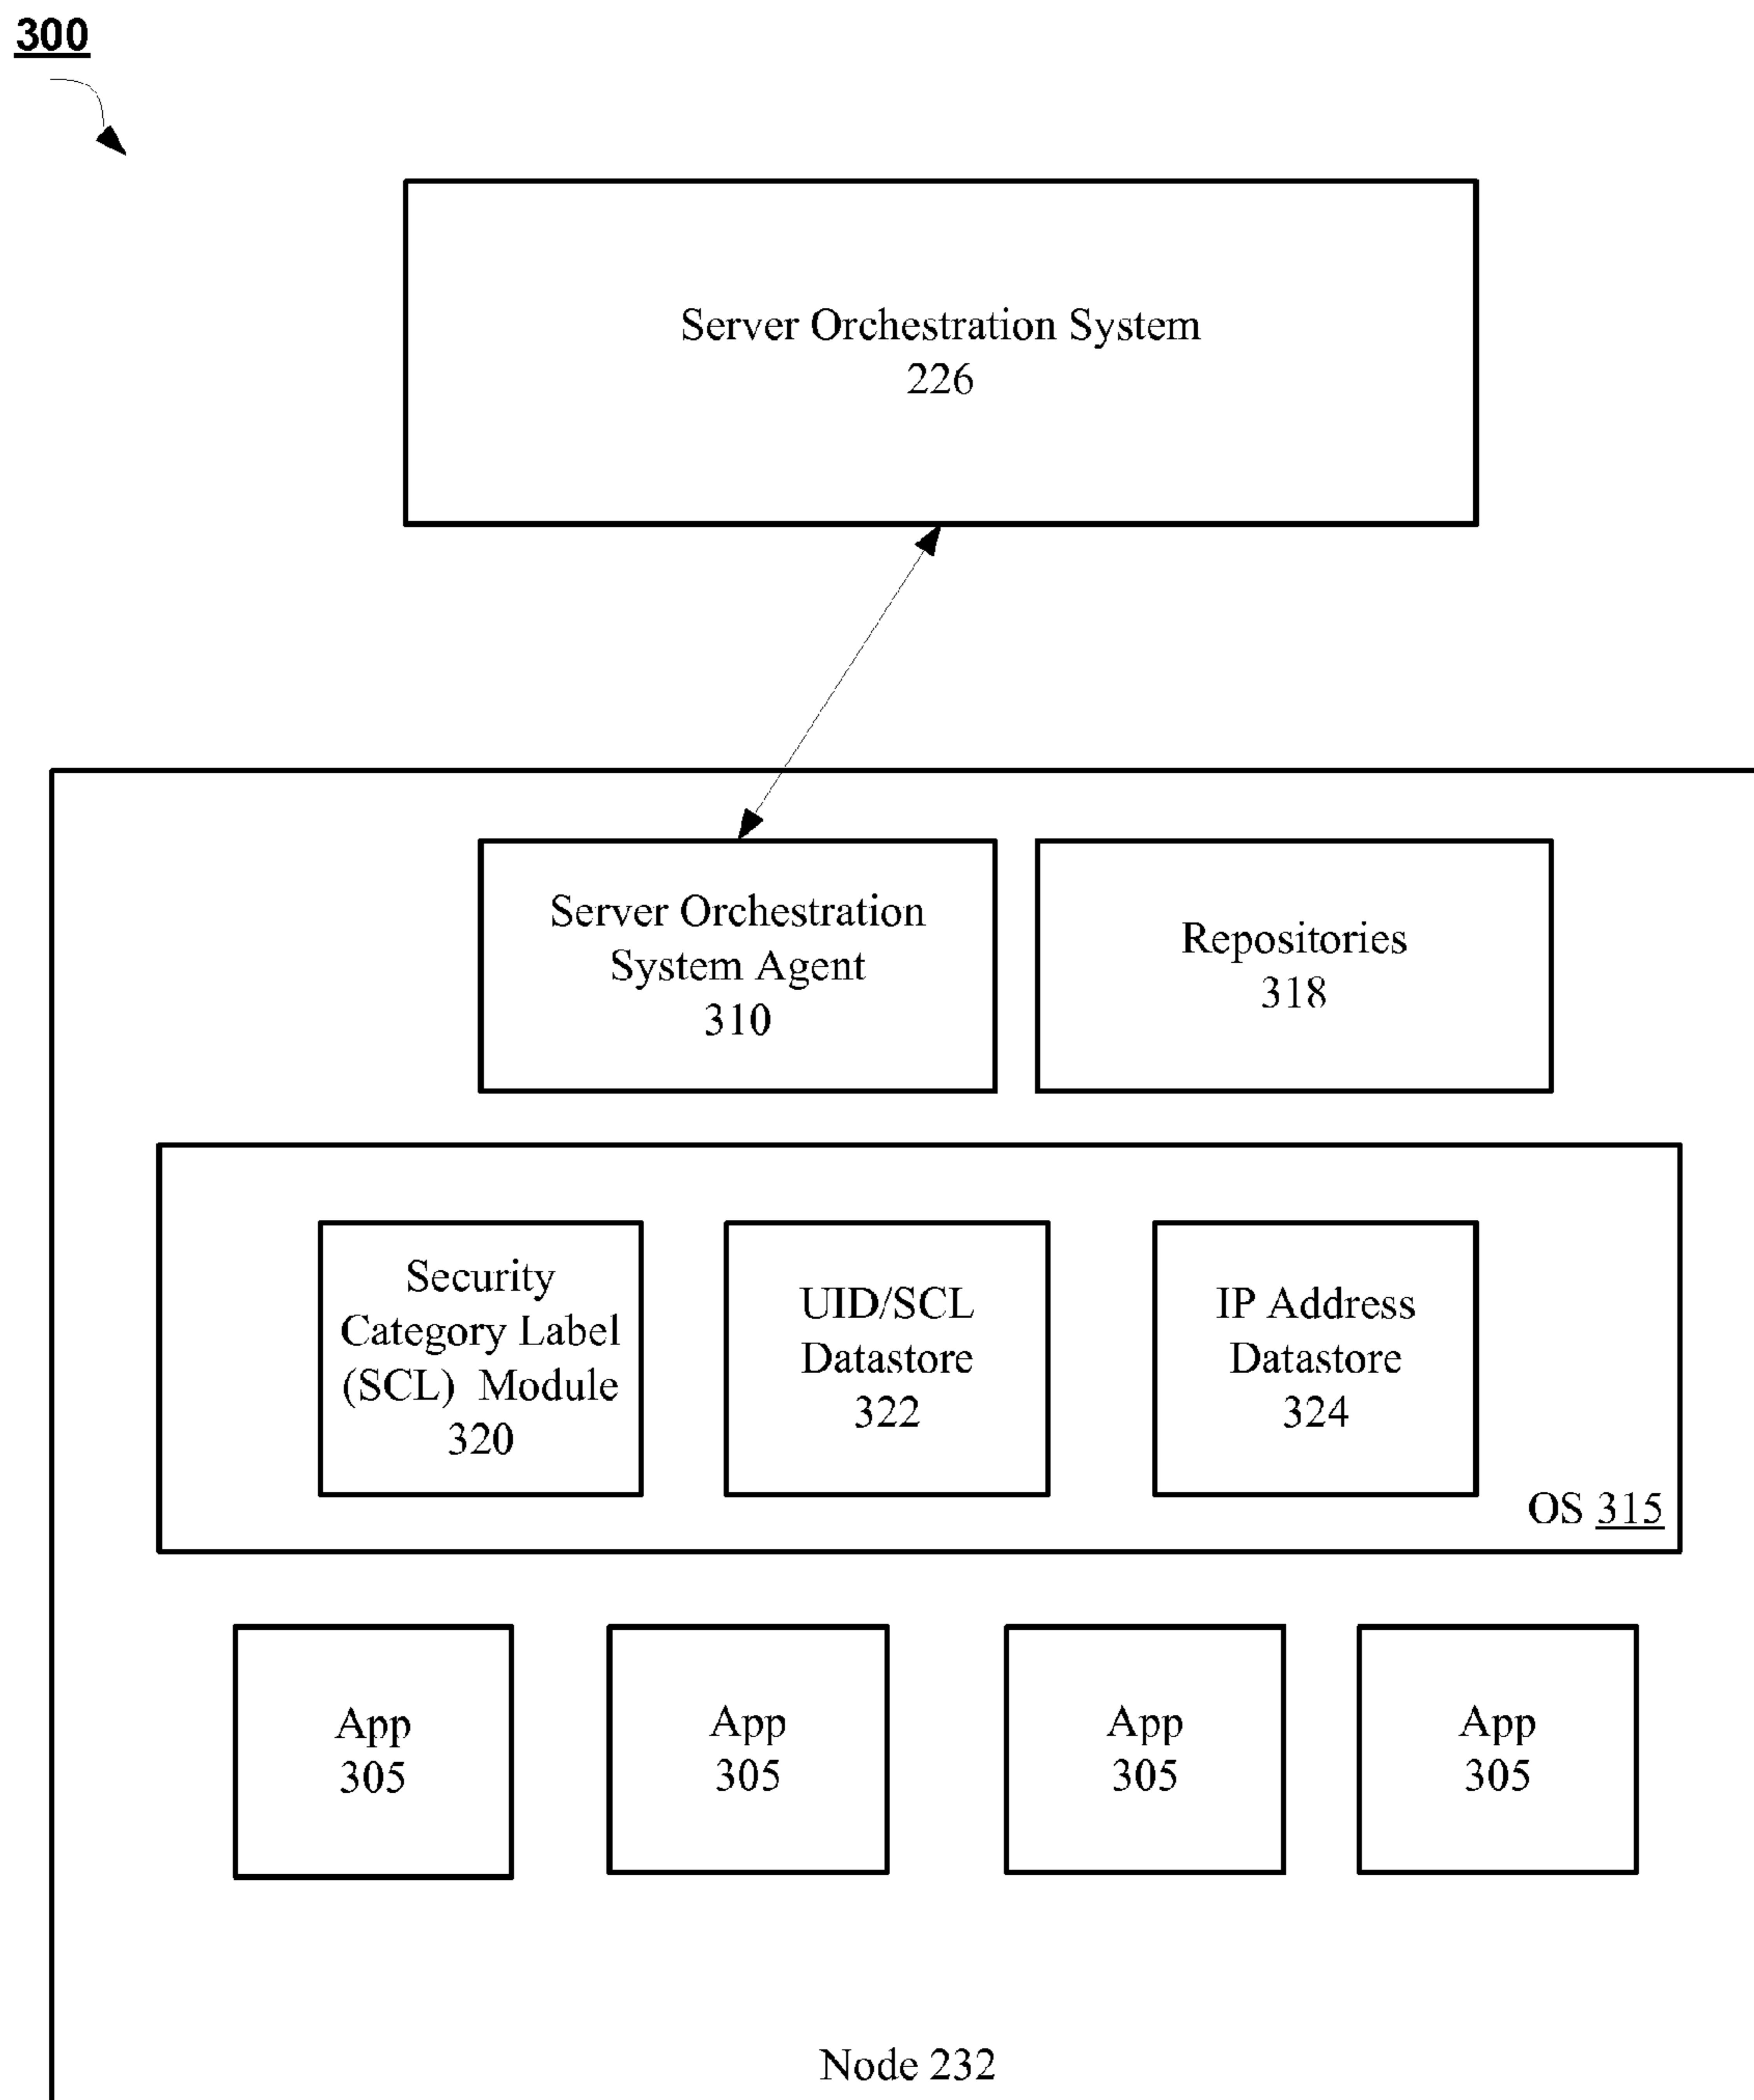 300
Server Orchestration System
226
Server Orchestration
System Agent
310
Repositories
318
Security
Category Label
(SCL) Module
320
UID/SCL
Datastore
322
IP Address
Datastore
324
OS 315
App
305
App
305
App
305
App
305
Node 232